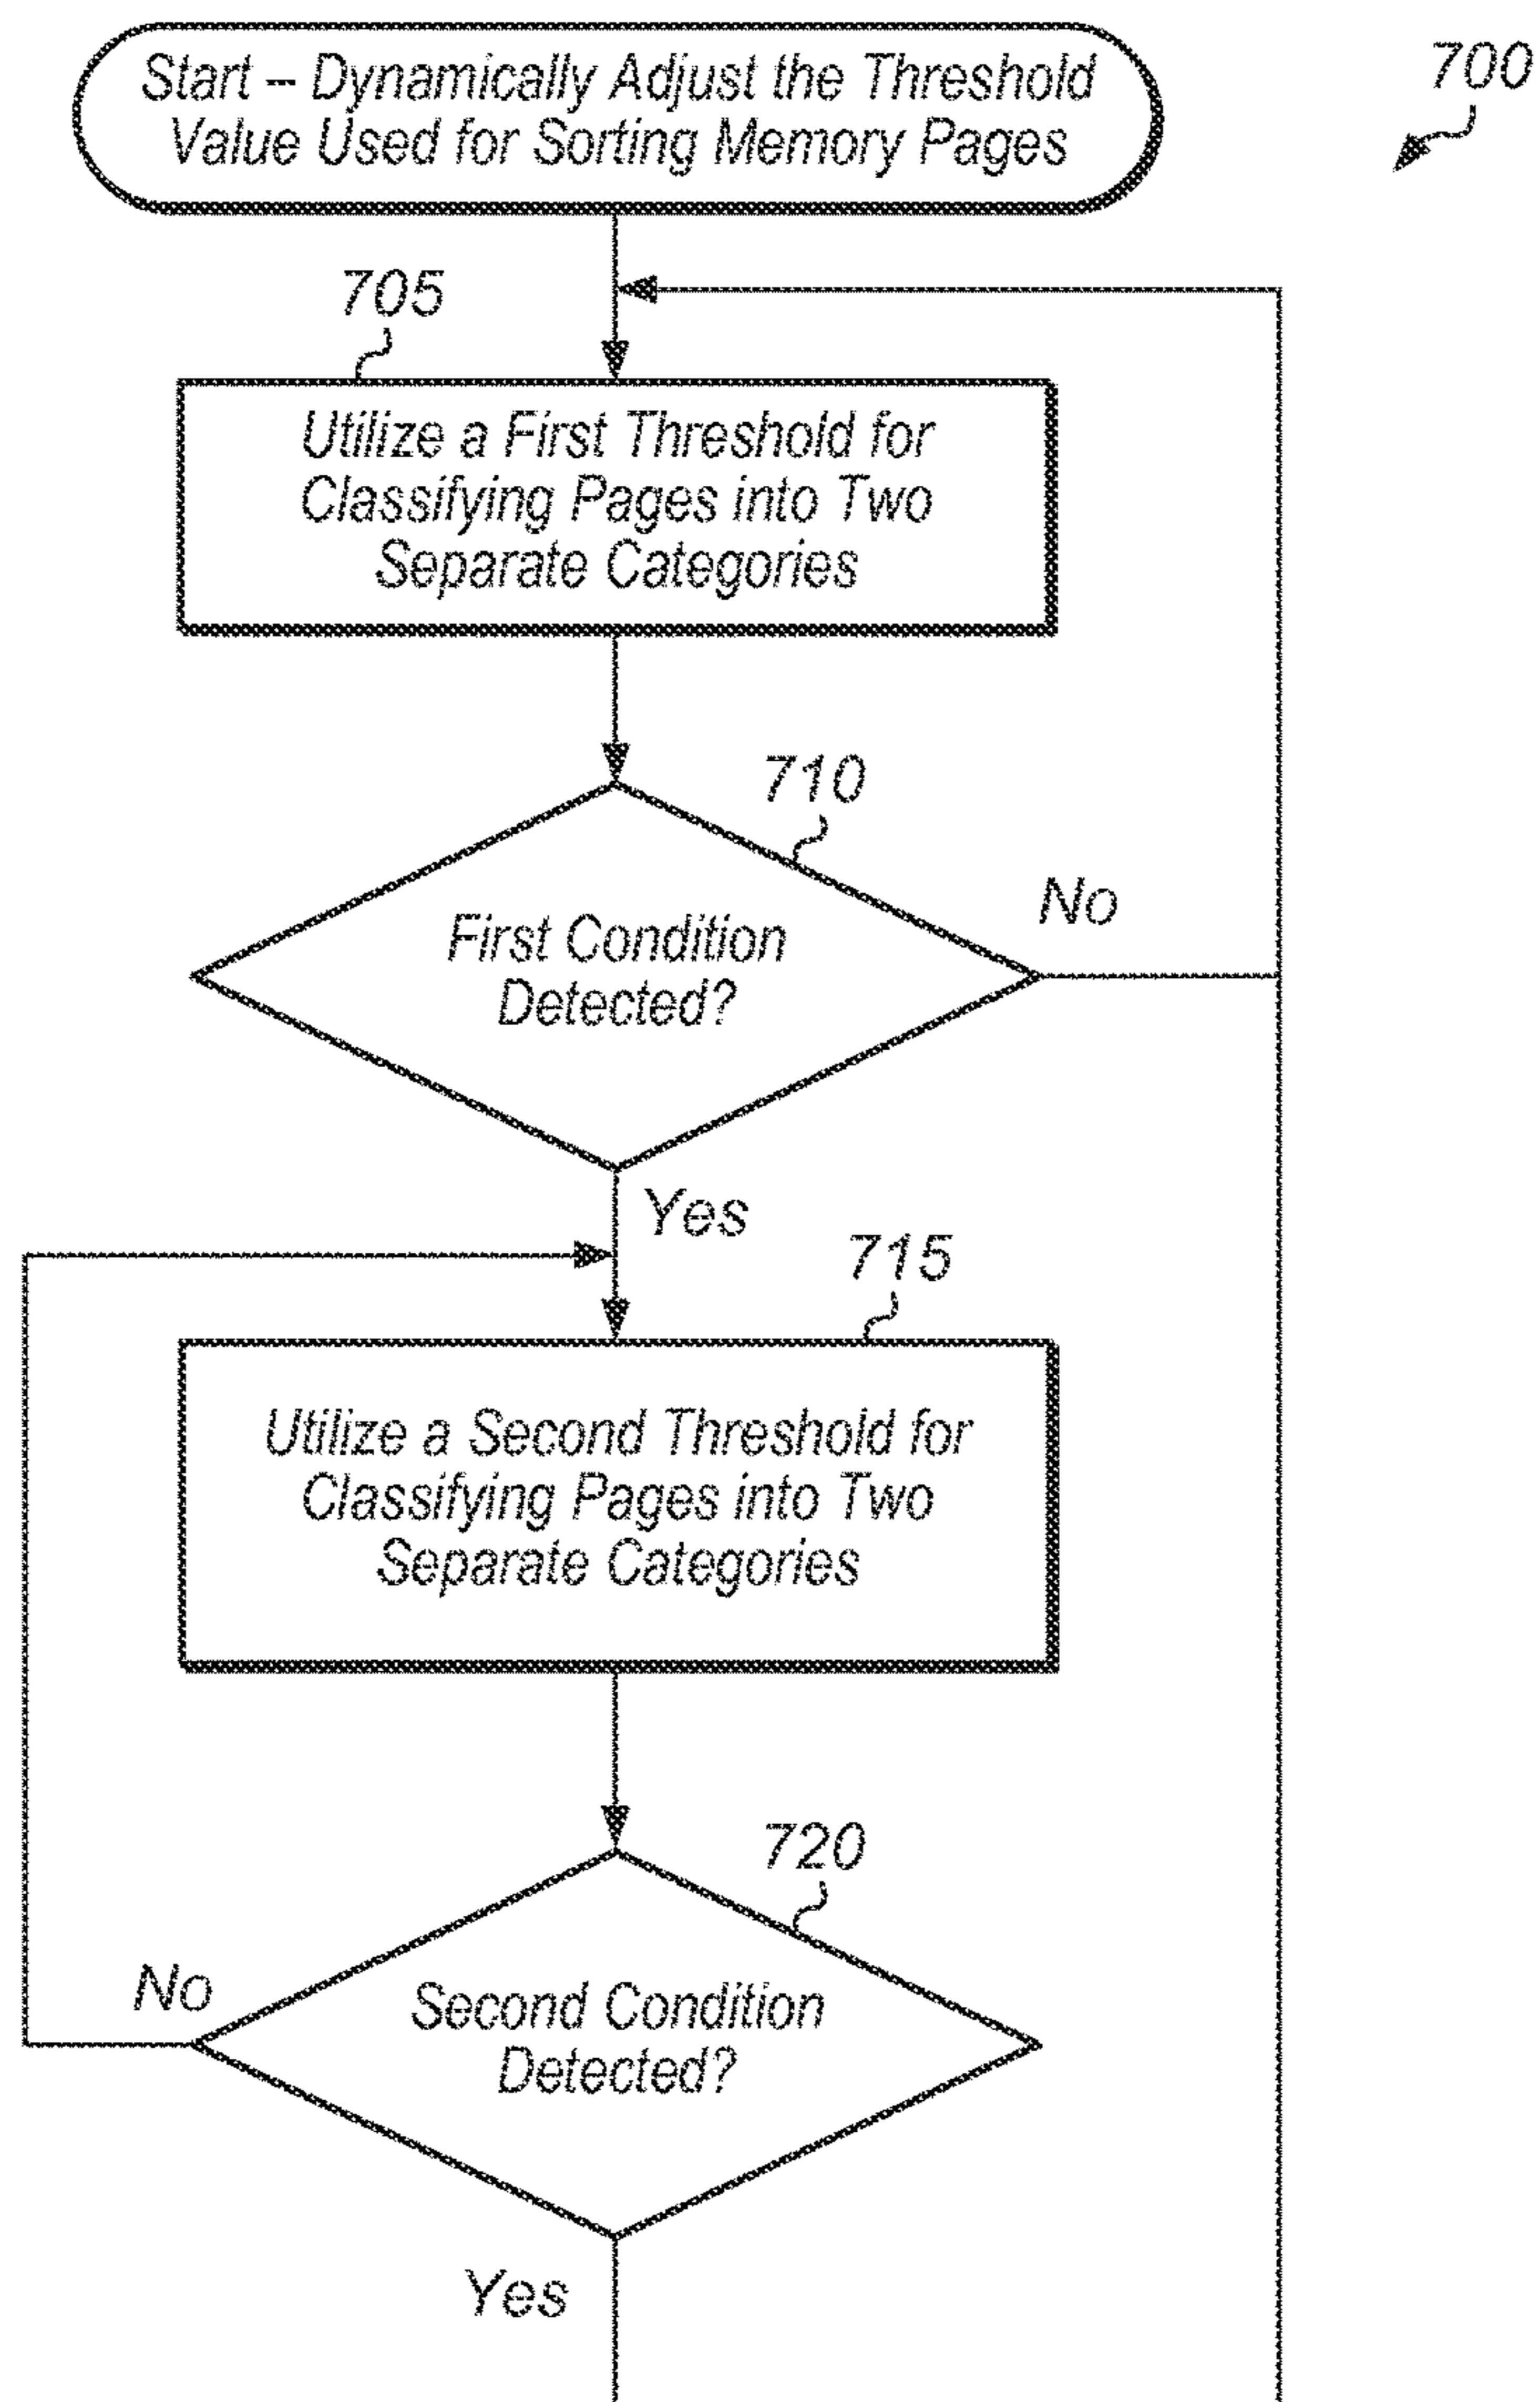 Start – Dynamically Adjust the Threshold
Value Used for Sorting Memory Pages
700
705
Utilize a First Threshold for
Classifying Pages into Two
Separate Categories
710
First Condition
Detected?
No
Yes
715
Utilize a Second Threshold for
Classifying Pages into Two
Separate Categories
720
No
Second Condition
Detected?
Yes